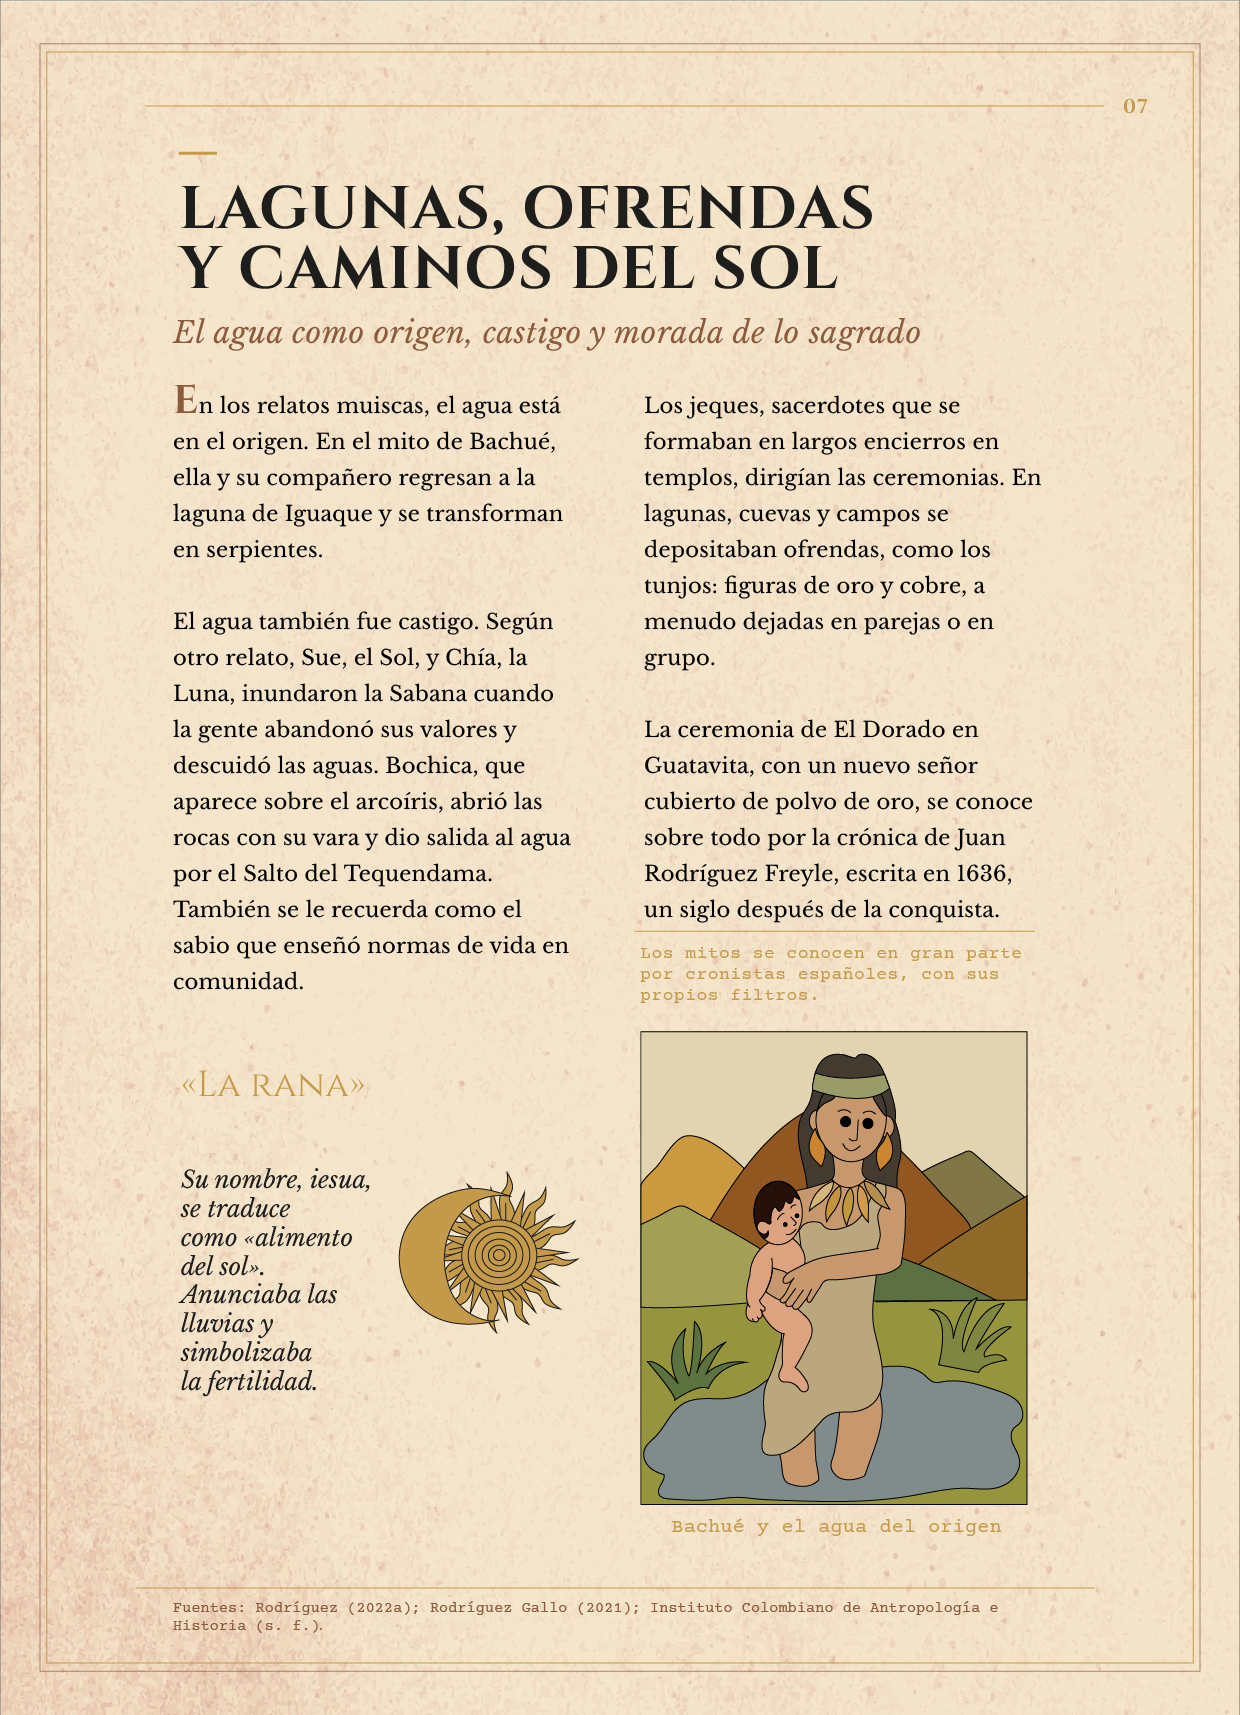 07
LAGUNAS, OFRENDAS
Y CAMINOS DEL SOL
El agua como origen, castigo y morada de lo sagrado
En los relatos muiscas, el agua está
en el origen. En el mito de Bachué,
ella y su compañero regresan a la
laguna de Iguaque y se transforman
en serpientes.
El agua también fue castigo. Según
otro relato, Sue, el Sol, y Chía, la
Luna, inundaron la Sabana cuando
la gente abandonó sus valores y
descuidó las aguas. Bochica, que
aparece sobre el arcoíris, abrió las
rocas con su vara y dio salida al agua
por el Salto del Tequendama.
También se le recuerda como el
sabio que enseñó normas de vida en
comunidad.
«La rana»
Su nombre, iesua,
se traduce
como «alimento
del sol».
Anunciaba las
lluvias y
simbolizaba
la fertilidad.
Los jeques, sacerdotes que se
formaban en largos encierros en
templos, dirigían las ceremonias. En
lagunas, cuevas y campos se
depositaban ofrendas, como los
tunjos: figuras de oro y cobre, a
menudo dejadas en parejas o en
grupo.
La ceremonia de El Dorado en
Guatavita, con un nuevo señor
cubierto de polvo de oro, se conoce
sobre todo por la crónica de Juan
Rodríguez Freyle, escrita en 1636,
un siglo después de la conquista.
Los mitos se conocen en gran parte
por cronistas españoles, con sus
propios filtros.
Bachué y el agua del origen
Fuentes: Rodríguez (2022a); Rodríguez Gallo (2021); Instituto Colombiano de Antropología e
Historia (s. f.).